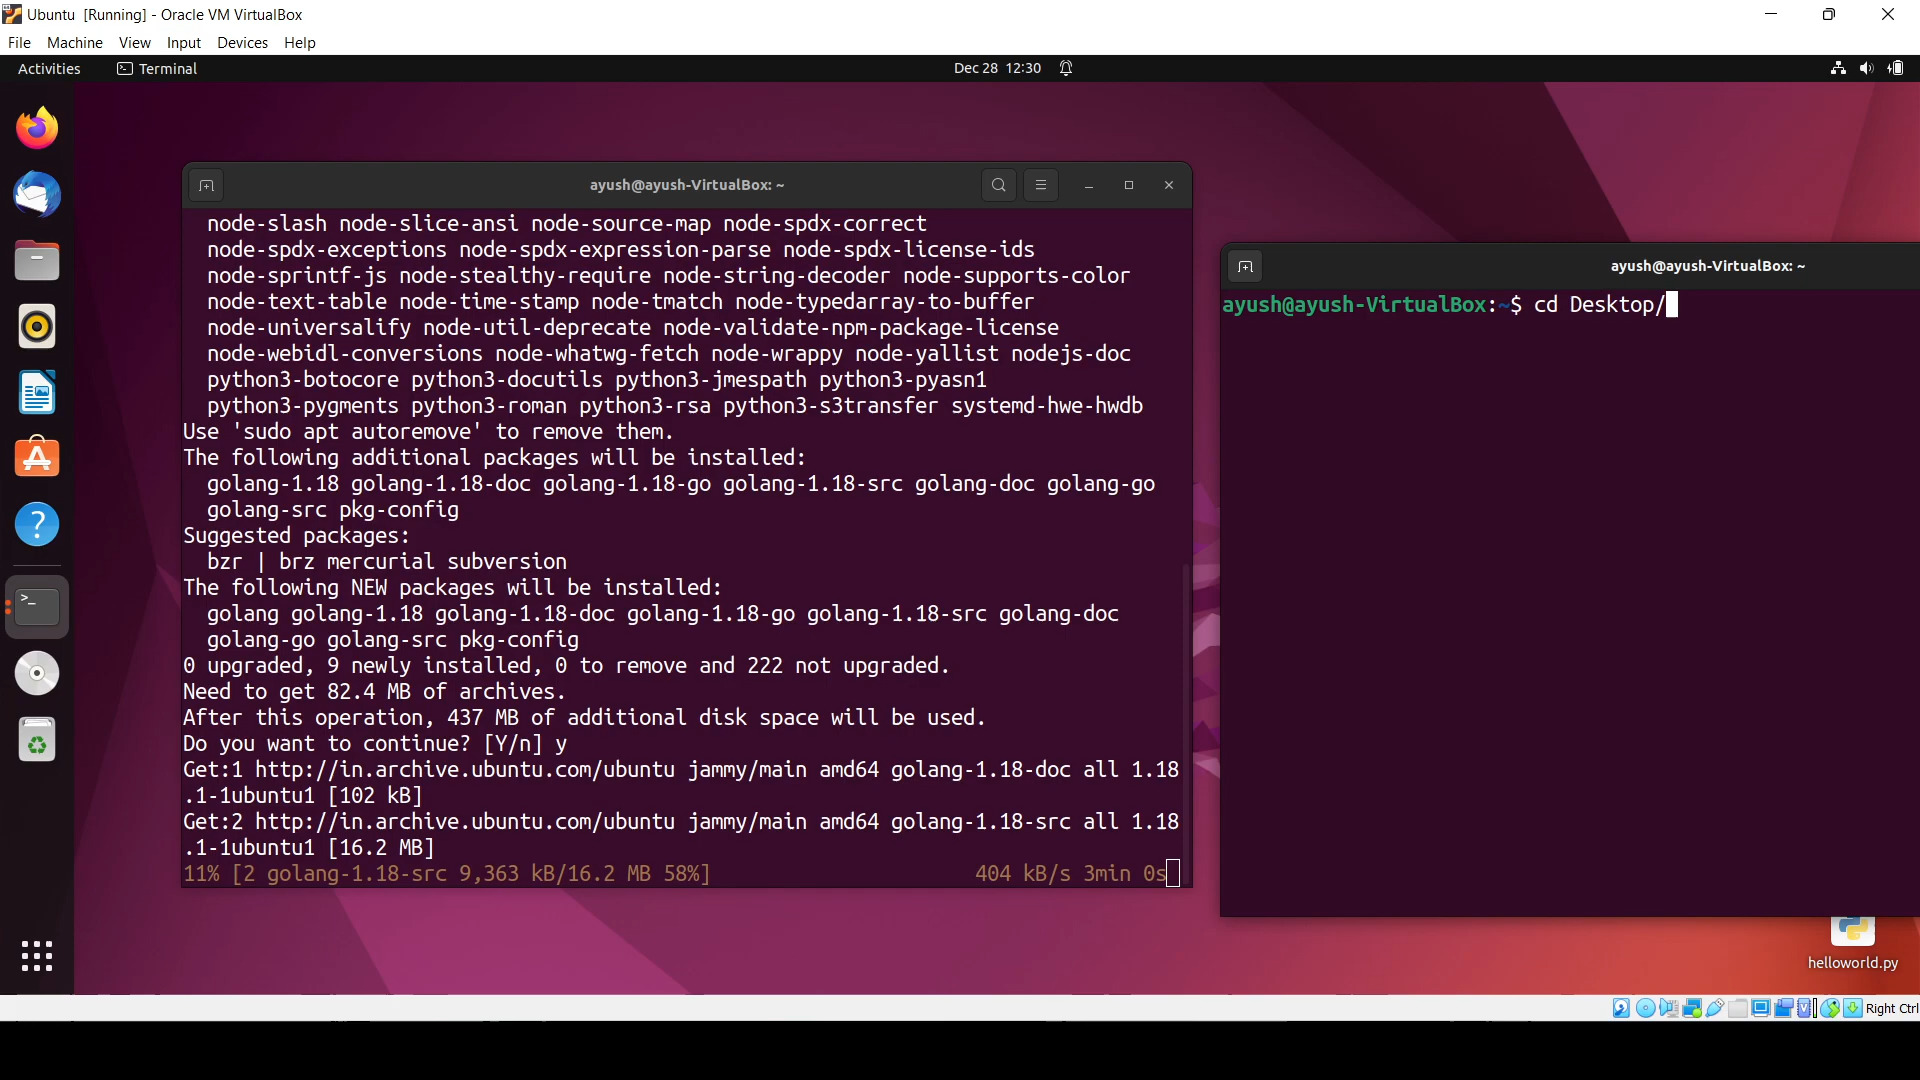 Ubuntu [Running] - Oracle VM VirtualBox
File Machine View Input Devices Help
Activities Terminal Dec 28 12:30
ayush@ayush-VirtualBox: ~
node-slash node-slice-ansi node-source-map node-spdx-correct
node-spdx-exceptions node-spdx-expression-parse node-spdx-license-ids
node-sprintf-js node-stealthy-require node-string-decoder node-supports-color
node-text-table node-time-stamp node-tmatch node-typedarray-to-buffer
node-universalify node-util-deprecate node-validate-npm-package-license
node-webidl-conversions node-whatwg-fetch node-wrappy node-yallist nodejs-doc
python3-botocore python3-docutils python3-jmespath python3-pyasn1
python3-pygments python3-roman python3-rsa python3-s3transfer systemd-hwe-hwdb
Use 'sudo apt autoremove' to remove them.
The following additional packages will be installed:
golang-1.18 golang-1.18-doc golang-1.18-go golang-1.18-src golang-doc golang-go
golang-src pkg-config
Suggested packages:
bzr | brz mercurial subversion
The following NEW packages will be installed:
golang golang-1.18 golang-1.18-doc golang-1.18-go golang-1.18-src golang-doc
golang-go golang-src pkg-config
0 upgraded, 9 newly installed, 0 to remove and 222 not upgraded.
Need to get 82.4 MB of archives.
After this operation, 437 MB of additional disk space will be used.
Do you want to continue? [Y/n] y
Get:1 http://in.archive.ubuntu.com/ubuntu jammy/main amd64 golang-1.18-doc all 1.18
.1-1ubuntu1 [102 kB]
Get:2 http://in.archive.ubuntu.com/ubuntu jammy/main amd64 golang-1.18-src all 1.18
.1-1ubuntu1 [16.2 MB]
11% [2 golang-1.18-src 9,363 kB/16.2 MB 58%] 404 kB/s 3min 0s
ayush@ayush-VirtualBox: ~
ayush@ayush-VirtualBox:~$ cd Desktop/
helloworld.py
Right Ctrl